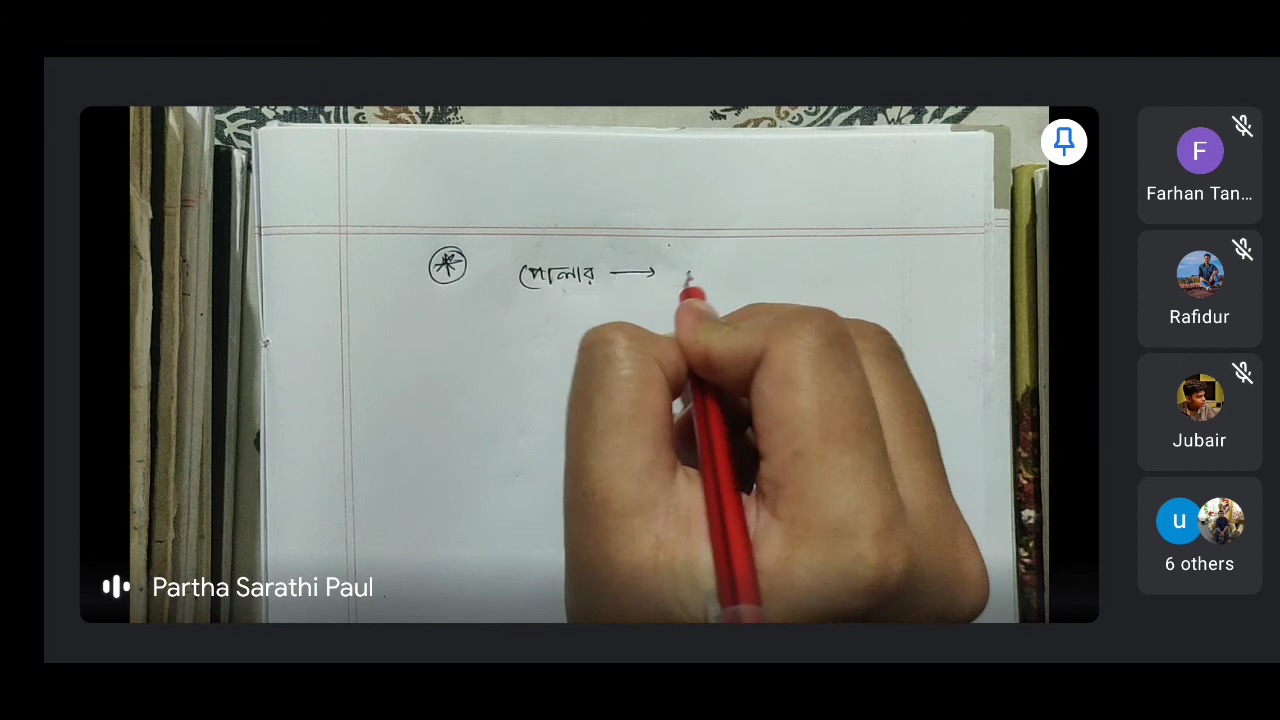 পোলার →
Partha Sarathi Paul
F
Farhan Tan...
Rafidur
Jubair
u
6 others